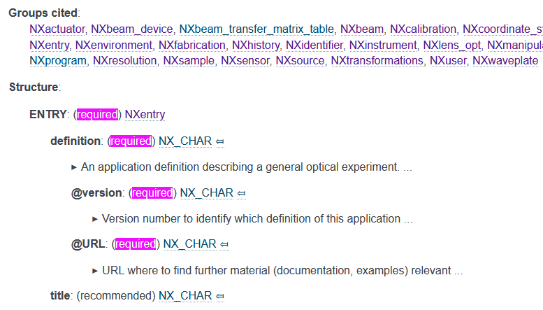 Groups cited:
NXactuator, NXbeam_device, NXbeam_transfer_matrix_table, NXbeam, NXcalibration, NXcoordinate_s
NXentry, NXenvironment, NXfabrication, NXhistory, NXidentifier, NXinstrument, NXlens_opt, NXmanipul
NXprogram, NXresolution, NXsample, NXsensor, NXsource, NXtransformations, NXuser, NXwaveplate
Structure:
ENTRY: (required) NXentry
definition: (required) NX_CHAR ⇦
▸ An application definition describing a general optical experiment. ...
@version: (required) NX_CHAR ⇦
▸ Version number to identify which definition of this application ...
@URL: (required) NX_CHAR ⇦
▸ URL where to find further material (documentation, examples) relevant ...
title: (recommended) NX_CHAR ⇦